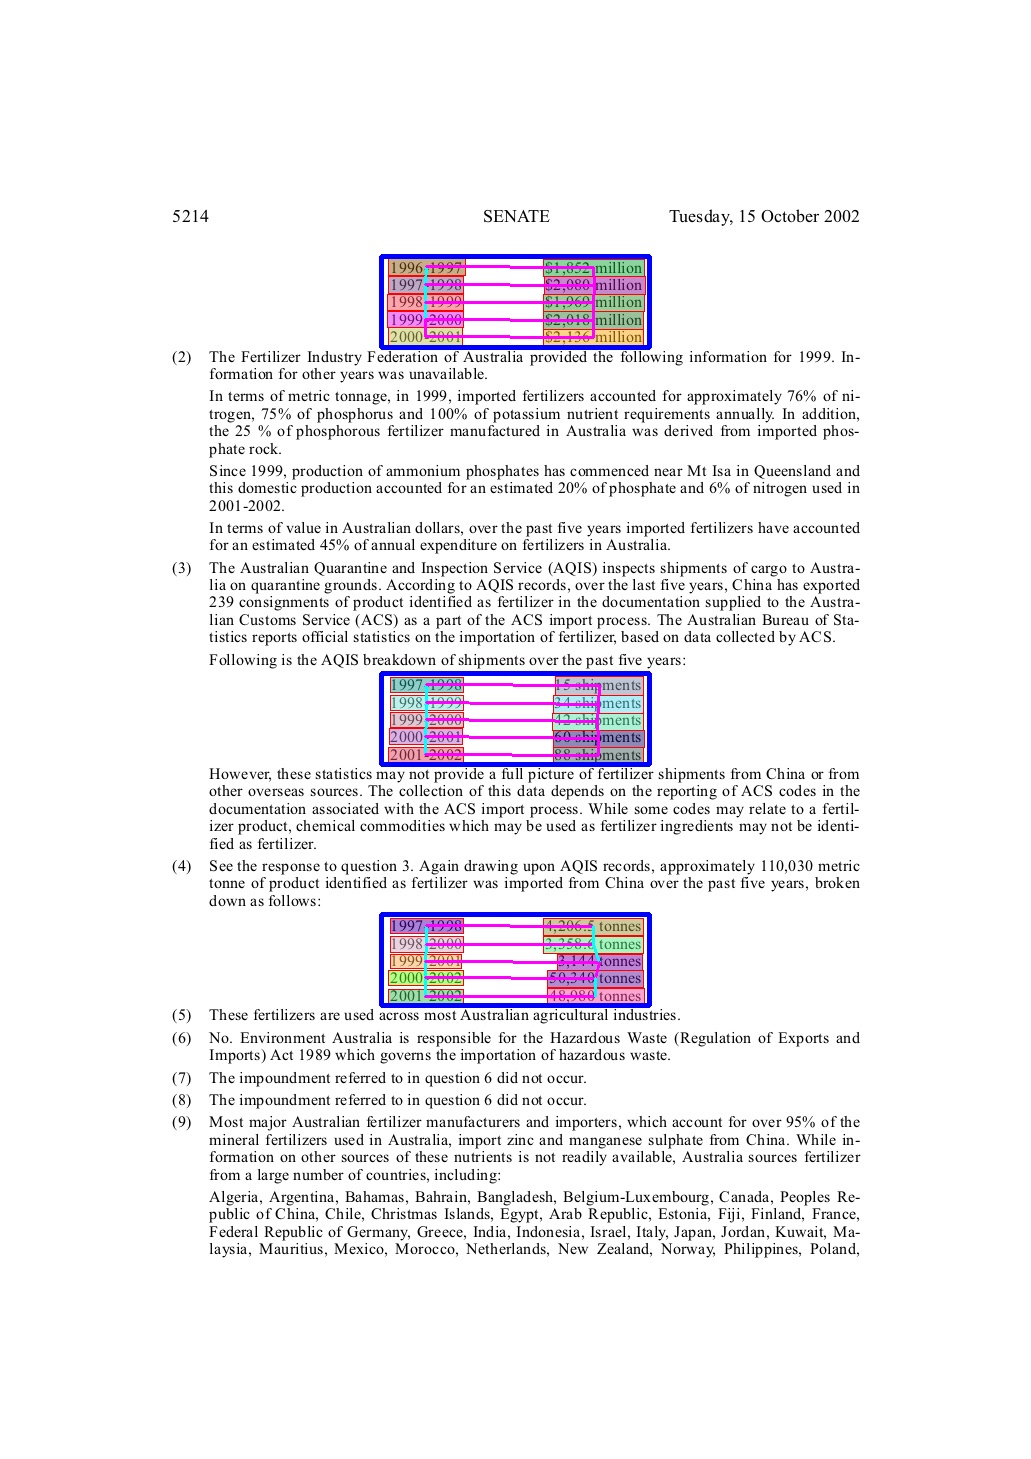 5214 SENATE Tuesday, 15 October 2002
1996-1997 $1,852 million
1997-1998 $2,080 million
1998-1999 $1,969 million
1999-2000 $2,018 million
2000-2001 $2,136 million
(2) The Fertilizer Industry Federation of Australia provided the following information for 1999. In-
formation for other years was unavailable.
In terms of metric tonnage, in 1999, imported fertilizers accounted for approximately 76% of ni-
trogen, 75% of phosphorus and 100% of potassium nutrient requirements annually. In addition,
the 25 % of phosphorous fertilizer manufactured in Australia was derived from imported phos-
phate rock.
Since 1999, production of ammonium phosphates has commenced near Mt Isa in Queensland and
this domestic production accounted for an estimated 20% of phosphate and 6% of nitrogen used in
2001-2002.
In terms of value in Australian dollars, over the past five years imported fertilizers have accounted
for an estimated 45% of annual expenditure on fertilizers in Australia.
(3) The Australian Quarantine and Inspection Service (AQIS) inspects shipments of cargo to Austra-
lia on quarantine grounds. According to AQIS records, over the last five years, China has exported
239 consignments of product identified as fertilizer in the documentation supplied to the Austra-
lian Customs Service (ACS) as a part of the ACS import process. The Australian Bureau of Sta-
tistics reports official statistics on the importation of fertilizer, based on data collected by ACS.
Following is the AQIS breakdown of shipments over the past five years:
1997-1998 15 shipments
1998-1999 34 shipments
1999-2000 42 shipments
2000-2001 60 shipments
2001-2002 88 shipments
However, these statistics may not provide a full picture of fertilizer shipments from China or from
other overseas sources. The collection of this data depends on the reporting of ACS codes in the
documentation associated with the ACS import process. While some codes may relate to a fertil-
izer product, chemical commodities which may be used as fertilizer ingredients may not be identi-
fied as fertilizer.
(4) See the response to question 3. Again drawing upon AQIS records, approximately 110,030 metric
tonne of product identified as fertilizer was imported from China over the past five years, broken
down as follows:
1997-1998 4,206.5 tonnes
1998-2000 3,358.6 tonnes
1999-2001 3,144 tonnes
2000-2002 50,340 tonnes
2001-2002 48,980 tonnes
(5) These fertilizers are used across most Australian agricultural industries.
(6) No. Environment Australia is responsible for the Hazardous Waste (Regulation of Exports and
Imports) Act 1989 which governs the importation of hazardous waste.
(7) The impoundment referred to in question 6 did not occur.
(8) The impoundment referred to in question 6 did not occur.
(9) Most major Australian fertilizer manufacturers and importers, which account for over 95% of the
mineral fertilizers used in Australia, import zinc and manganese sulphate from China. While in-
formation on other sources of these nutrients is not readily available, Australia sources fertilizer
from a large number of countries, including:
Algeria, Argentina, Bahamas, Bahrain, Bangladesh, Belgium-Luxembourg, Canada, Peoples Re-
public of China, Chile, Christmas Islands, Egypt, Arab Republic, Estonia, Fiji, Finland, France,
Federal Republic of Germany, Greece, India, Indonesia, Israel, Italy, Japan, Jordan, Kuwait, Ma-
laysia, Mauritius, Mexico, Morocco, Netherlands, New Zealand, Norway, Philippines, Poland,